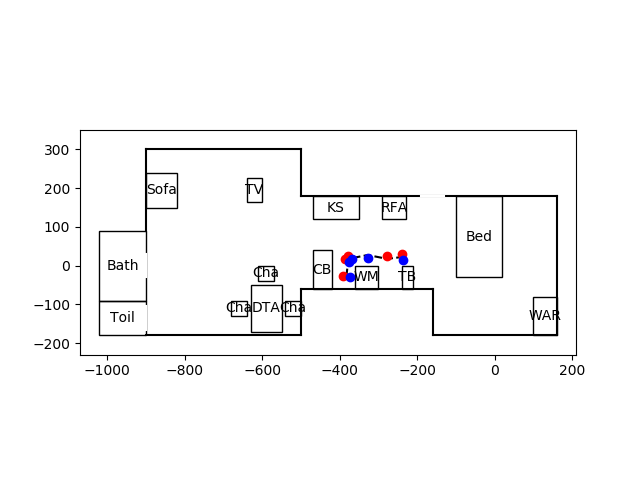 300
200
100
0
−100
−200
−1000
−800
−600
−400
−200
0
200
Sofa
TV
KS
RFA
Bed
Bath
Cha
CB
WM
TB
Toil
Cha
DTA
Cha
WAR